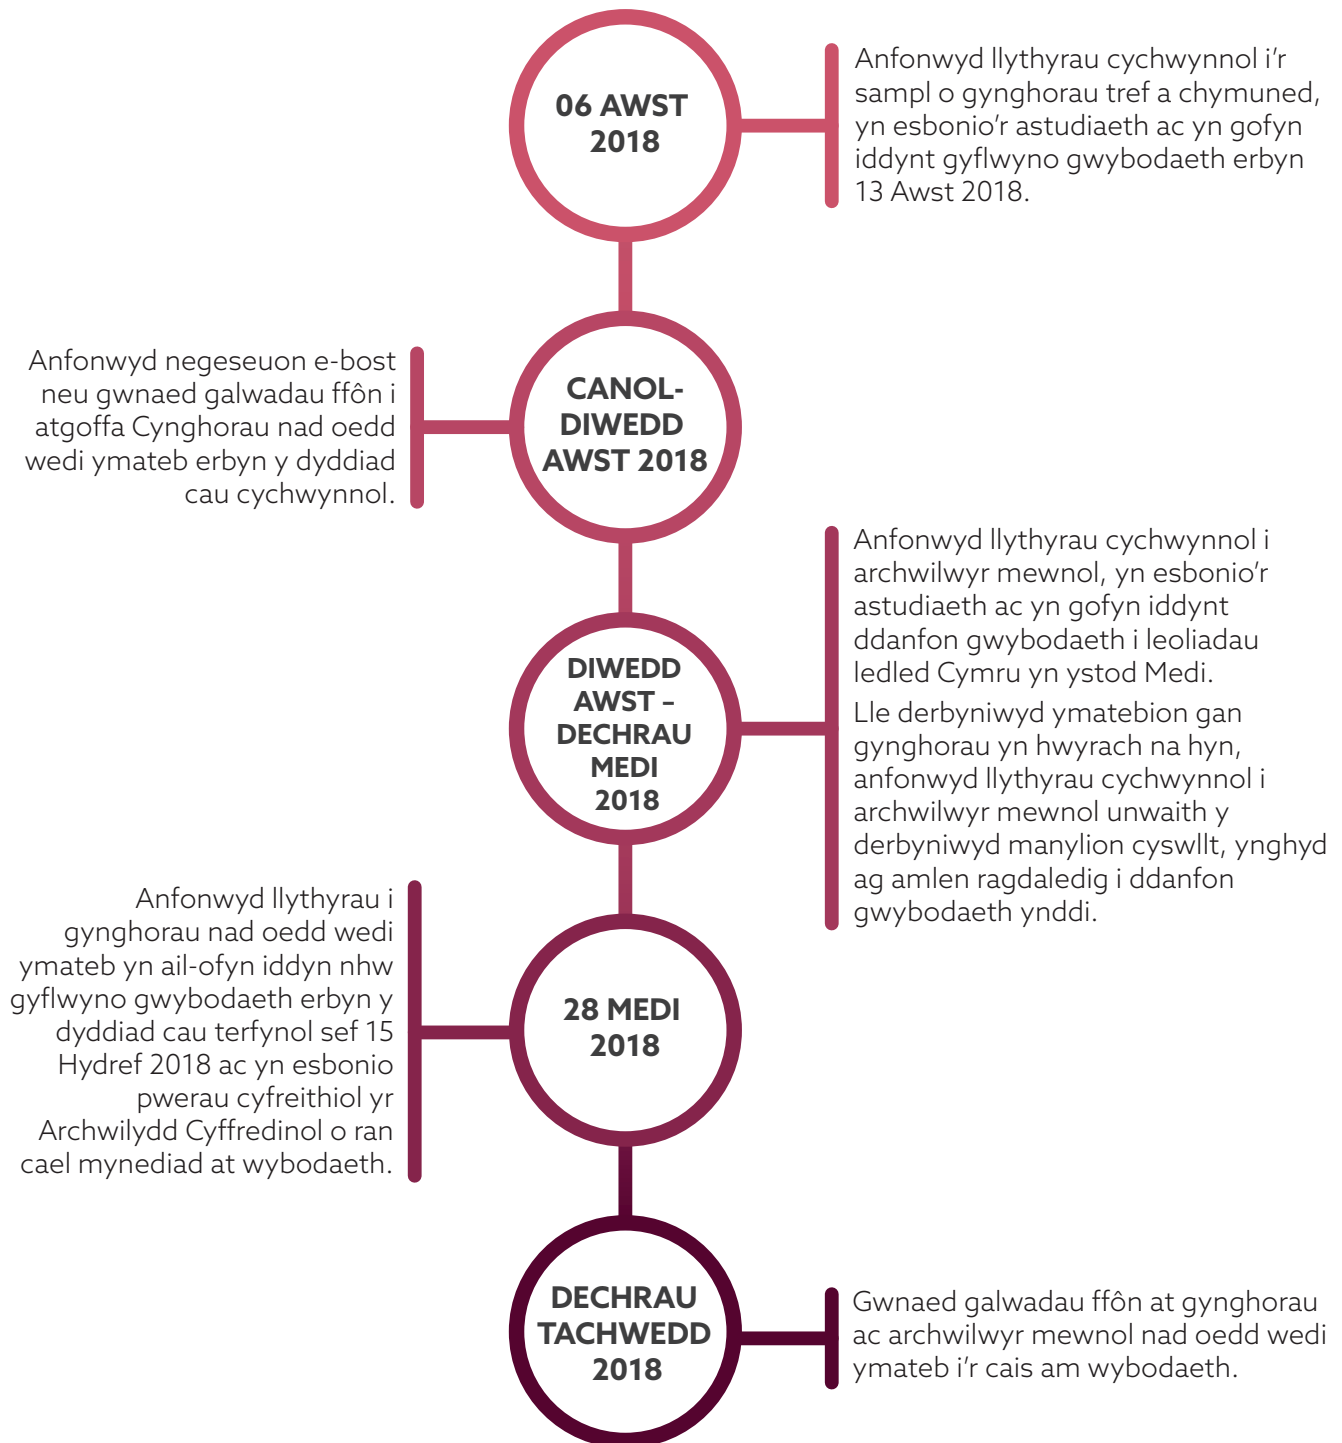 06 AWST
2018
Anfonwyd llythyrau cychwynnol i’r
sampl o gynghorau tref a chymuned,
yn esbonio’r astudiaeth ac yn gofyn
iddynt gyflwyno gwybodaeth erbyn
13 Awst 2018.
CANOL-
DIWEDD
AWST 2018
Anfonwyd negeseuon e-bost
neu gwnaed galwadau ffôn i
atgoffa Cynghorau nad oedd
wedi ymateb erbyn y dyddiad
cau cychwynnol.
DIWEDD
AWST –
DECHRAU
MEDI
2018
Anfonwyd llythyrau cychwynnol i
archwilwyr mewnol, yn esbonio’r
astudiaeth ac yn gofyn iddynt
ddanfon gwybodaeth i leoliadau
ledled Cymru yn ystod Medi.
Lle derbyniwyd ymatebion gan
gynghorau yn hwyrach na hyn,
anfonwyd llythyrau cychwynnol i
archwilwyr mewnol unwaith y
derbyniwyd manylion cyswllt, ynghyd
ag amlen ragdaledig i ddanfon
gwybodaeth ynddi.
28 MEDI
2018
Anfonwyd llythyrau i
gynghorau nad oedd wedi
ymateb yn ail-ofyn iddyn nhw
gyflwyno gwybodaeth erbyn y
dyddiad cau terfynol sef 15
Hydref 2018 ac yn esbonio
pwerau cyfreithiol yr
Archwilydd Cyffredinol o ran
cael mynediad at wybodaeth.
DECHRAU
TACHWEDD
2018
Gwnaed galwadau ffôn at gynghorau
ac archwilwyr mewnol nad oedd wedi
ymateb i’r cais am wybodaeth.